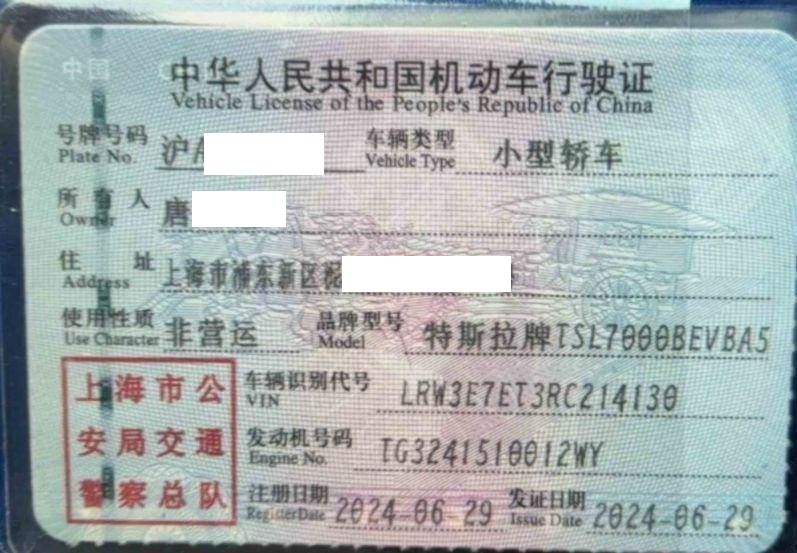 中华人民共和国机动车行驶证
Vehicle License of the People's Republic of China
号牌号码 沪A 车辆类型 小型轿车
Plate No. Vehicle Type
所有人 唐
Owner
住址 上海市浦东新区
Address
使用性质 非营运 品牌型号 特斯拉牌TSL7000BEVBA5
Use Character Model
上海市公安局交通警察总队
车辆识别代号 LRW3E7ET3RC214130
VIN
发动机号码 TG3241510012WY
Engine No.
注册日期 2024-06-29 发证日期 2024-06-29
Register Date Issue Date